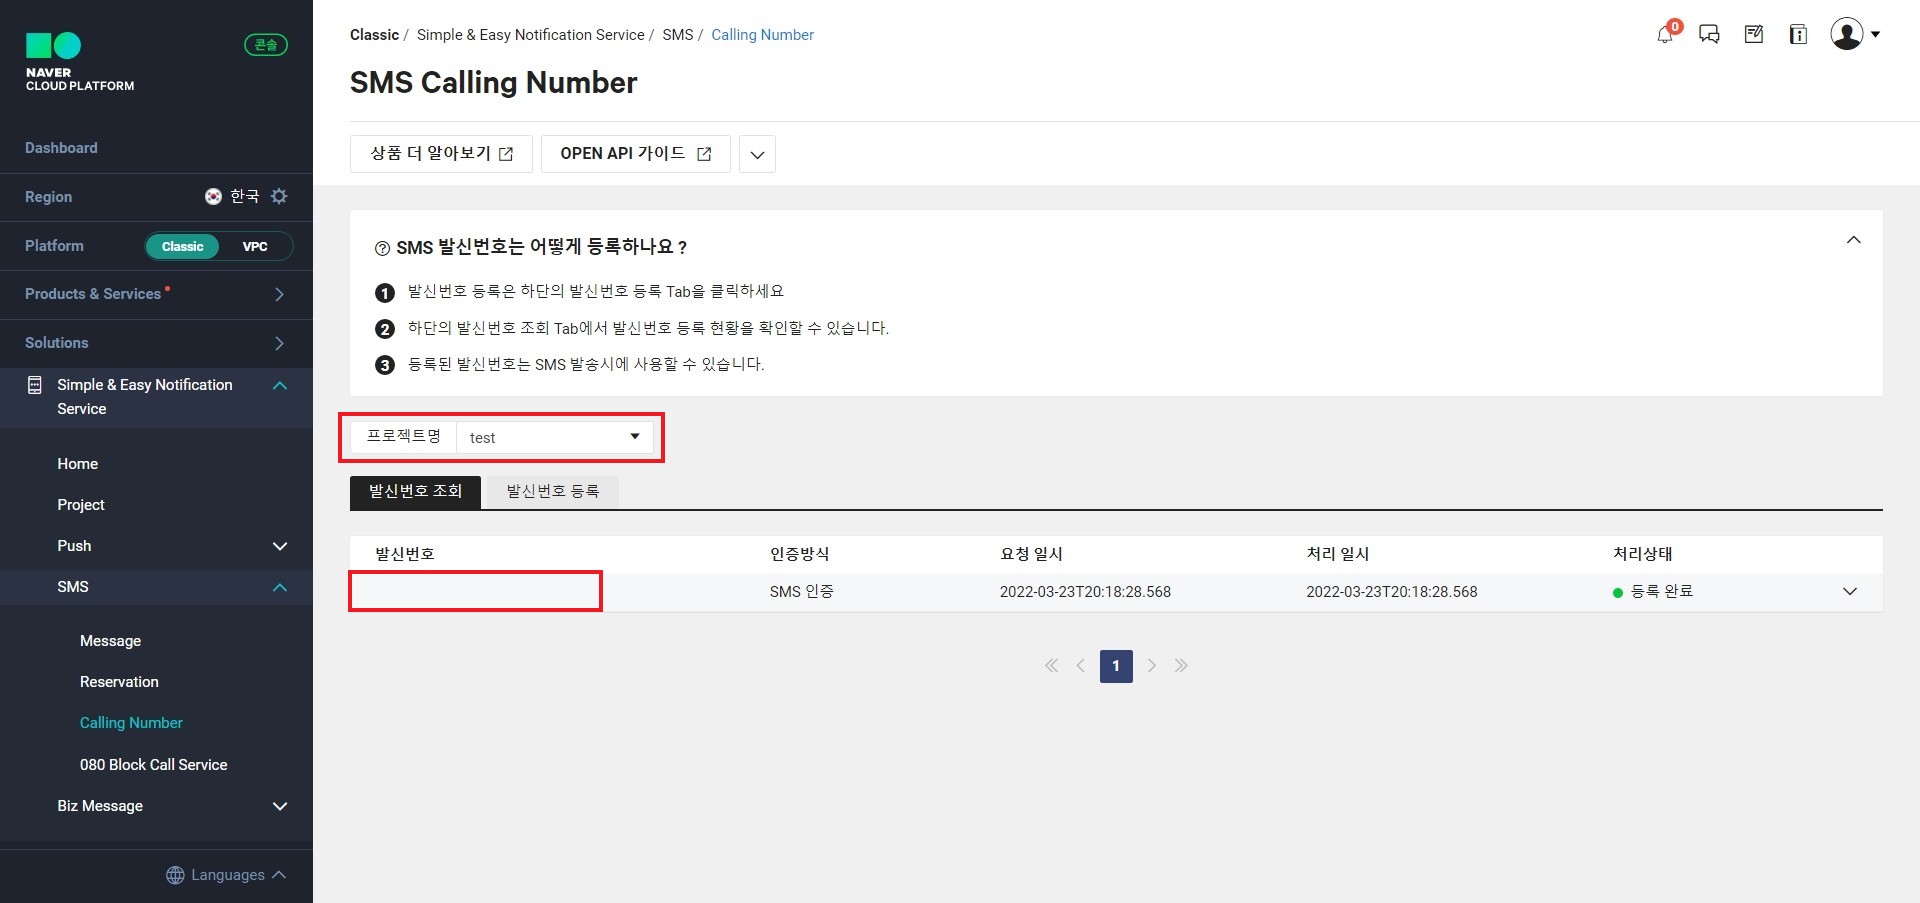 NAVER
CLOUD PLATFORM
콘솔
Dashboard
Region 한국
Platform Classic VPC
Products & Services
Solutions
Simple & Easy Notification
Service
Home
Project
Push
SMS
Message
Reservation
Calling Number
080 Block Call Service
Biz Message
Languages
Classic / Simple & Easy Notification Service / SMS / Calling Number
0
SMS Calling Number
상품 더 알아보기 OPEN API 가이드
? SMS 발신번호는 어떻게 등록하나요 ?
1 발신번호 등록은 하단의 발신번호 등록 Tab을 클릭하세요
2 하단의 발신번호 조회 Tab에서 발신번호 등록 현황을 확인할 수 있습니다.
3 등록된 발신번호는 SMS 발송시에 사용할 수 있습니다.
프로젝트명 test
발신번호 조회 발신번호 등록
발신번호 인증방식 요청 일시 처리 일시 처리상태
SMS 인증 2022-03-23T20:18:28.568 2022-03-23T20:18:28.568 등록 완료
1